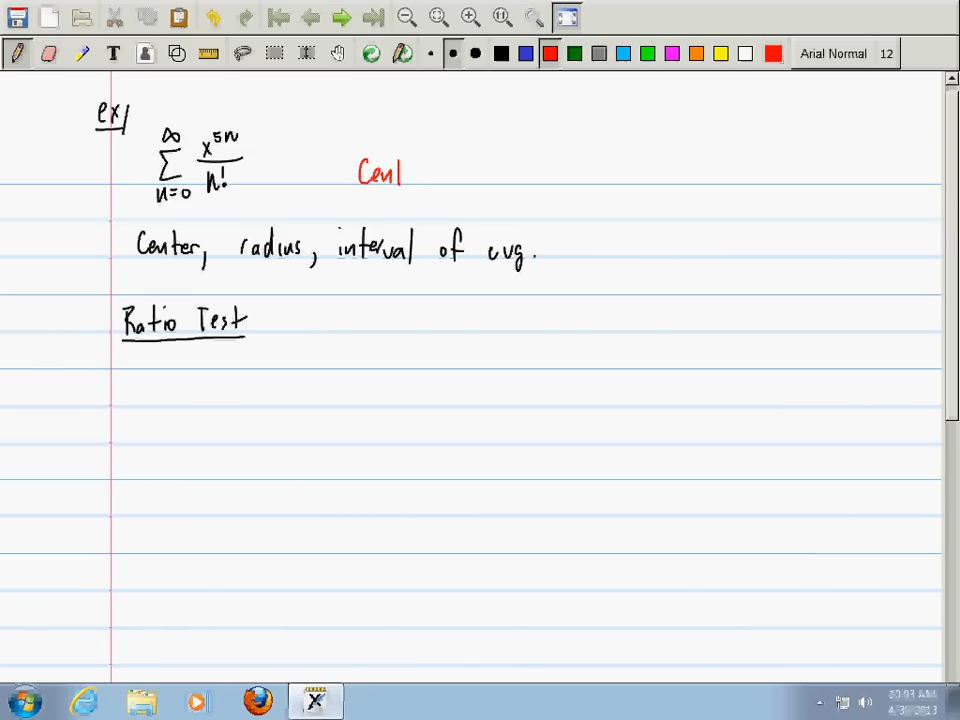 Arial Normal 12
ex/
∞ x^5n
∑ —— Cen
n=0 n!
Center, radius, interval of cvg.
Ratio Test